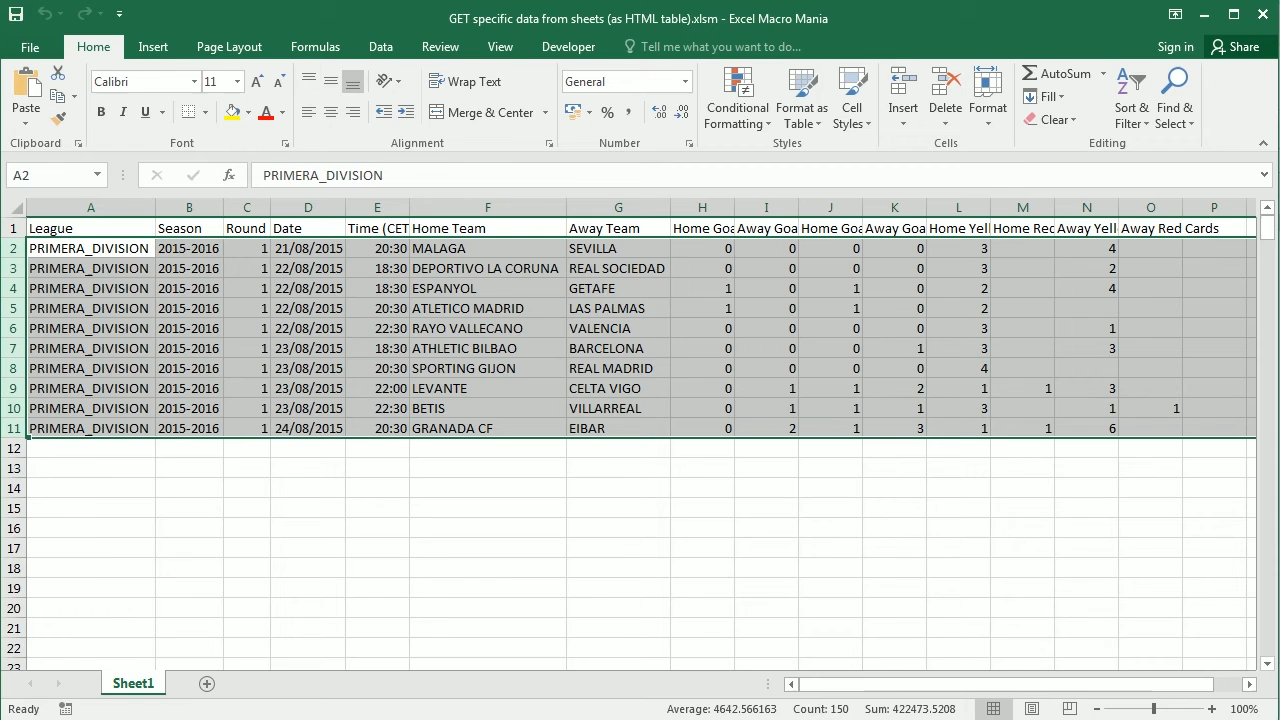 GET specific data from sheets (as HTML table).xlsm - Excel Macro Mania
File Home Insert Page Layout Formulas Data Review View Developer Tell me what you want to do... Sign in Share
Paste Calibri 11 Wrap Text General Conditional Formatting Format as Table Cell Styles Insert Delete Format AutoSum Fill Clear Sort & Filter Find & Select
B I U A Merge & Center % ,
Clipboard Font Alignment Number Styles Cells Editing
A2 fx PRIMERA_DIVISION
A B C D E F G H I J K L M N O P
1 League Season Round Date Time (CET Home Team Away Team Home Goa Away Goa Home Goa Away Goa Home Yell Home Red Away Yell Away Red Cards
2 PRIMERA_DIVISION 2015-2016 1 21/08/2015 20:30 MALAGA SEVILLA 0 0 0 0 3 4
3 PRIMERA_DIVISION 2015-2016 1 22/08/2015 18:30 DEPORTIVO LA CORUNA REAL SOCIEDAD 0 0 0 0 3 2
4 PRIMERA_DIVISION 2015-2016 1 22/08/2015 18:30 ESPANYOL GETAFE 1 0 1 0 2 4
5 PRIMERA_DIVISION 2015-2016 1 22/08/2015 20:30 ATLETICO MADRID LAS PALMAS 1 0 1 0 2
6 PRIMERA_DIVISION 2015-2016 1 22/08/2015 22:30 RAYO VALLECANO VALENCIA 0 0 0 0 3 1
7 PRIMERA_DIVISION 2015-2016 1 23/08/2015 18:30 ATHLETIC BILBAO BARCELONA 0 0 0 1 3 3
8 PRIMERA_DIVISION 2015-2016 1 23/08/2015 20:30 SPORTING GIJON REAL MADRID 0 0 0 0 4
9 PRIMERA_DIVISION 2015-2016 1 23/08/2015 22:00 LEVANTE CELTA VIGO 0 1 1 2 1 1 3
10 PRIMERA_DIVISION 2015-2016 1 23/08/2015 22:30 BETIS VILLARREAL 0 1 1 1 3 1 1
11 PRIMERA_DIVISION 2015-2016 1 24/08/2015 20:30 GRANADA CF EIBAR 0 2 1 3 1 1 6
12
13
14
15
16
17
18
19
20
21
22
23
Sheet1
Ready Average: 4642.566163 Count: 150 Sum: 422473.5208 100%